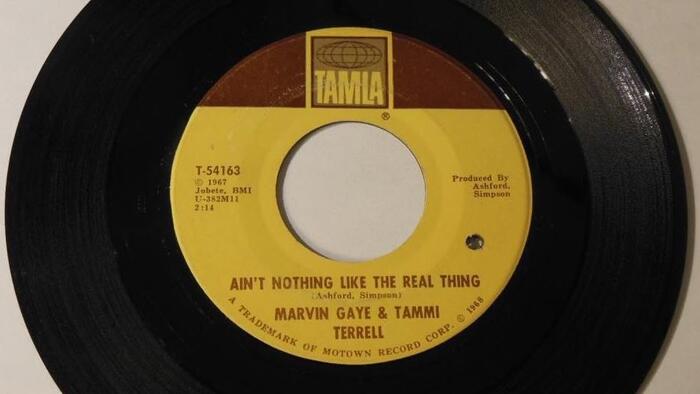 TAMLA
®
T-54163
© 1967
Jobete, BMI
U-382M11
2:14
Produced By
Ashford,
Simpson
AIN'T NOTHING LIKE THE REAL THING
(Ashford, Simpson)
MARVIN GAYE & TAMMI
TERRELL
A TRADEMARK OF MOTOWN RECORD CORP. © 1968